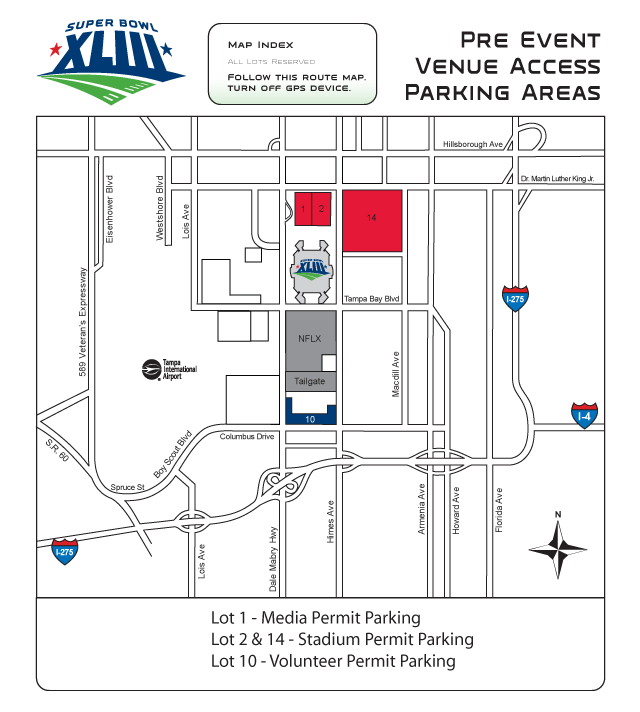 SUPER BOWL
XLIII
MAP INDEX
ALL LOTS RESERVED
FOLLOW THIS ROUTE MAP.
TURN OFF GPS DEVICE.
PRE EVENT
VENUE ACCESS
PARKING AREAS
Hillsborough Ave
Dr. Martin Luther King Jr.
Eisenhower Blvd
Westshore Blvd
Lois Ave
1
2
14
SUPER BOWL
XLIII
589 Veteran's Expressway
Tampa Bay Blvd
I-275
NFLX
Tampa
International
Airport
Tailgate
Macdill Ave
10
I-4
Columbus Drive
S.R. 60
Boy Scout Blvd
Spruce St.
I-275
Lois Ave
Dale Mabry Hwy
Himes Ave
Armenia Ave
Howard Ave
Florida Ave
N
Lot 1 - Media Permit Parking
Lot 2 & 14 - Stadium Permit Parking
Lot 10 - Volunteer Permit Parking